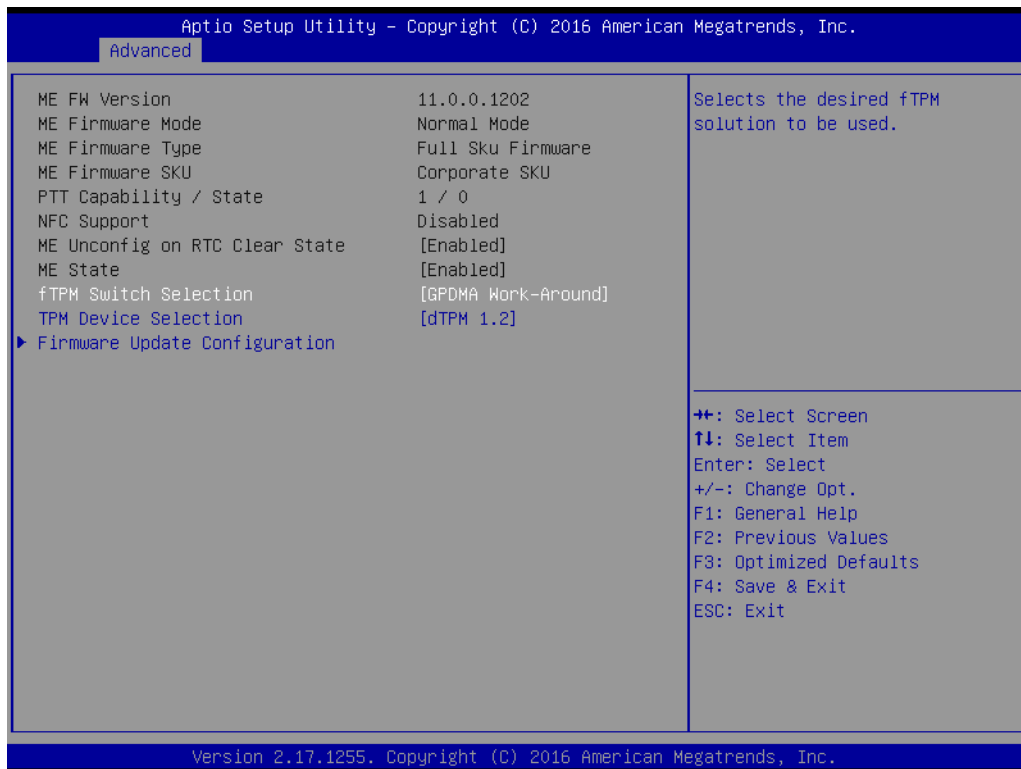 Aptio Setup Utility – Copyright (C) 2016 American Megatrends, Inc.
Advanced
ME FW Version 11.0.0.1202
ME Firmware Mode Normal Mode
ME Firmware Type Full Sku Firmware
ME Firmware SKU Corporate SKU
PTT Capability / State 1 / 0
NFC Support Disabled
ME Unconfig on RTC Clear State [Enabled]
ME State [Enabled]
fTPM Switch Selection [GPDMA Work-Around]
TPM Device Selection [dTPM 1.2]
Firmware Update Configuration
Selects the desired fTPM
solution to be used.
→←: Select Screen
↑↓: Select Item
Enter: Select
+/-: Change Opt.
F1: General Help
F2: Previous Values
F3: Optimized Defaults
F4: Save & Exit
ESC: Exit
Version 2.17.1255. Copyright (C) 2016 American Megatrends, Inc.